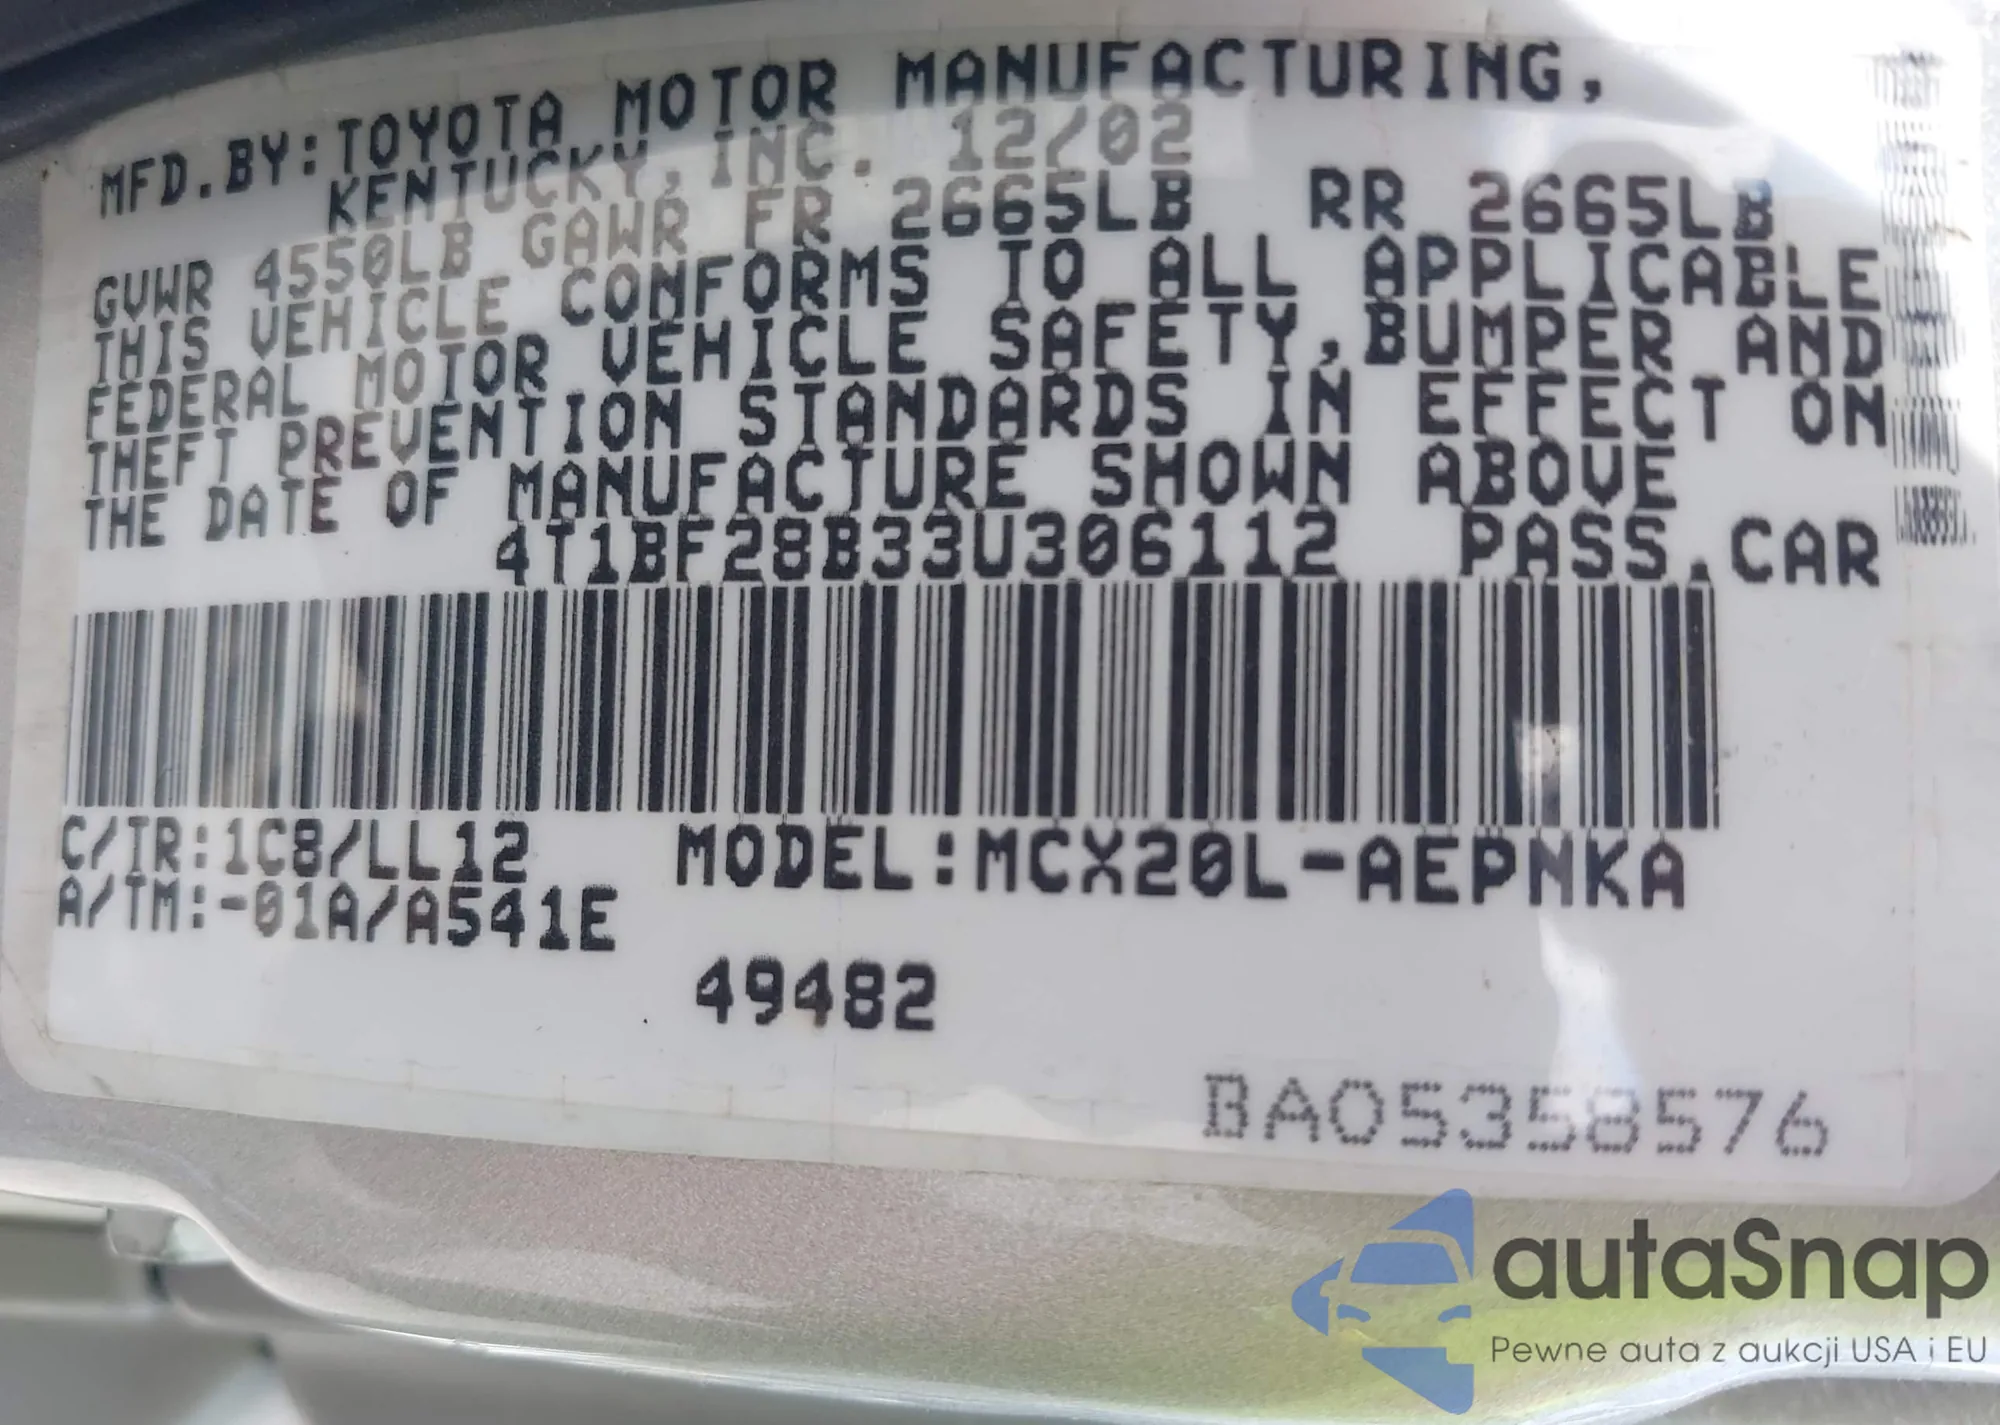 MFD.BY:TOYOTA MOTOR MANUFACTURING,
KENTUCKY,INC. 12/02
GVWR 4550LB GAWR FR 2665LB RR 2665LB
THIS VEHICLE CONFORMS TO ALL APPLICABLE
FEDERAL MOTOR VEHICLE SAFETY,BUMPER AND
THEFT PREVENTION STANDARDS IN EFFECT ON
THE DATE OF MANUFACTURE SHOWN ABOVE
4T1BF28B33U306112 PASS.CAR
C/TR:1C8/LL12 MODEL:MCX20L-AEPNKA
A/TM:-01A/A541E
49482
BA05358576
autaSnap
Pewne auta z aukcji USA i EU